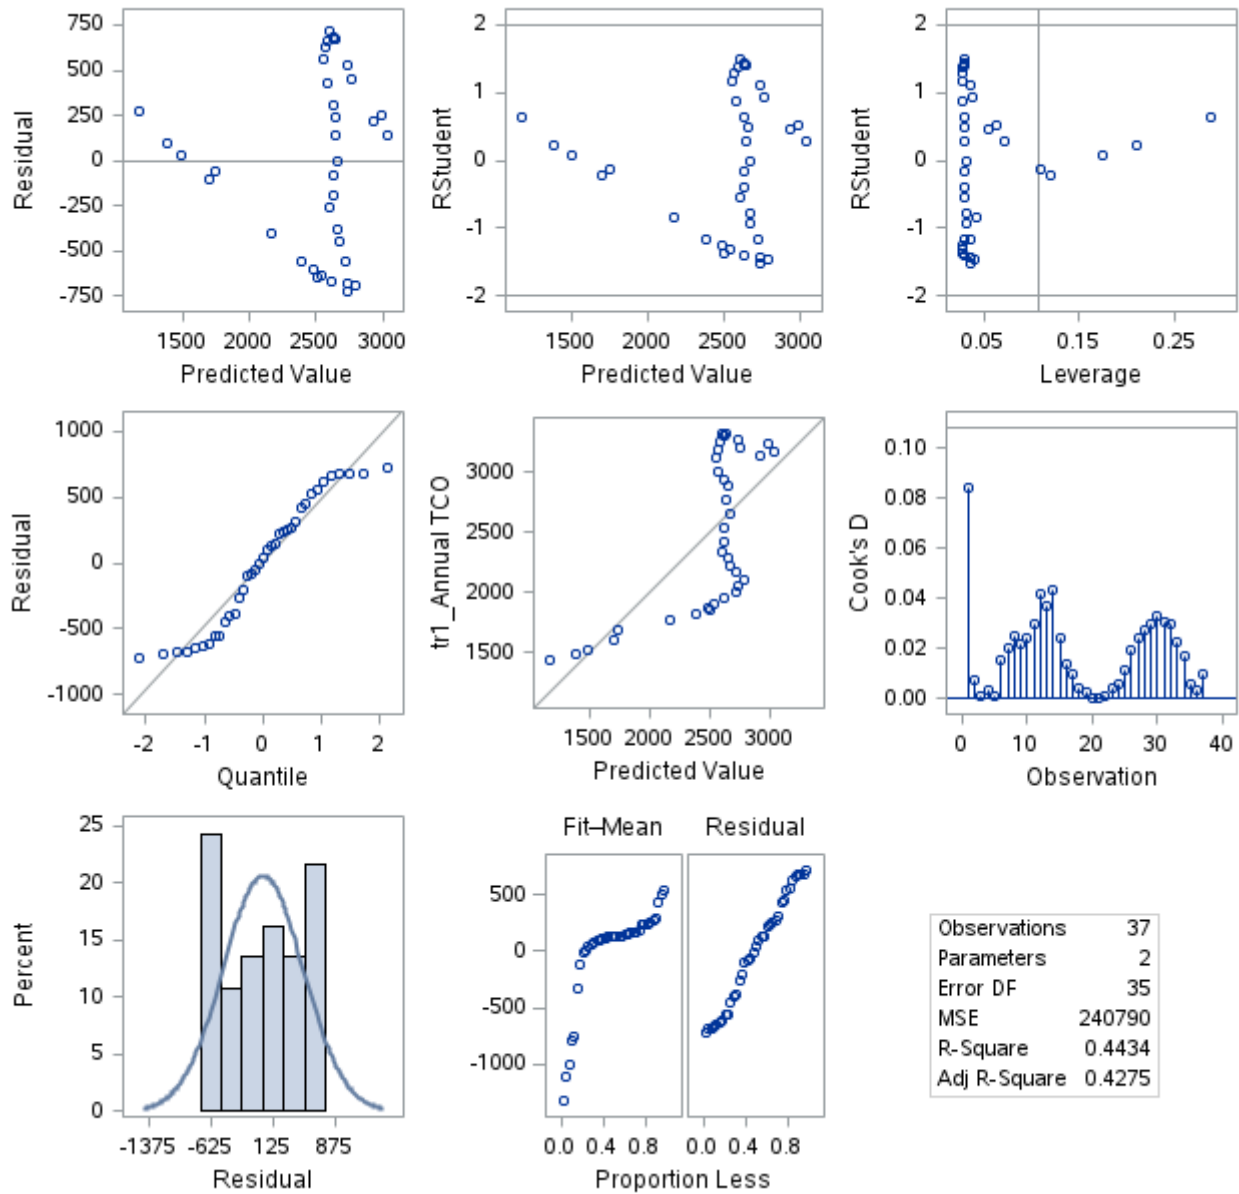 750
500
250
0
-250
-500
-750
Residual
1500 2000 2500 3000
Predicted Value
2
1
0
-1
-2
RStudent
1500 2000 2500 3000
Predicted Value
2
1
0
-1
-2
RStudent
0.05 0.15 0.25
Leverage
1000
500
0
-500
-1000
Residual
-2 -1 0 1 2
Quantile
3000
2500
2000
1500
tr1_Annual TCO
1500 2000 2500 3000
Predicted Value
0.10
0.08
0.06
0.04
0.02
0.00
Cook's D
0 10 20 30 40
Observation
25
20
15
10
5
0
Percent
-1375 -625 125 875
Residual
Fit–Mean Residual
500
0
-500
-1000
0.0 0.4 0.8 0.0 0.4 0.8
Proportion Less
Observations 37
Parameters 2
Error DF 35
MSE 240790
R-Square 0.4434
Adj R-Square 0.4275